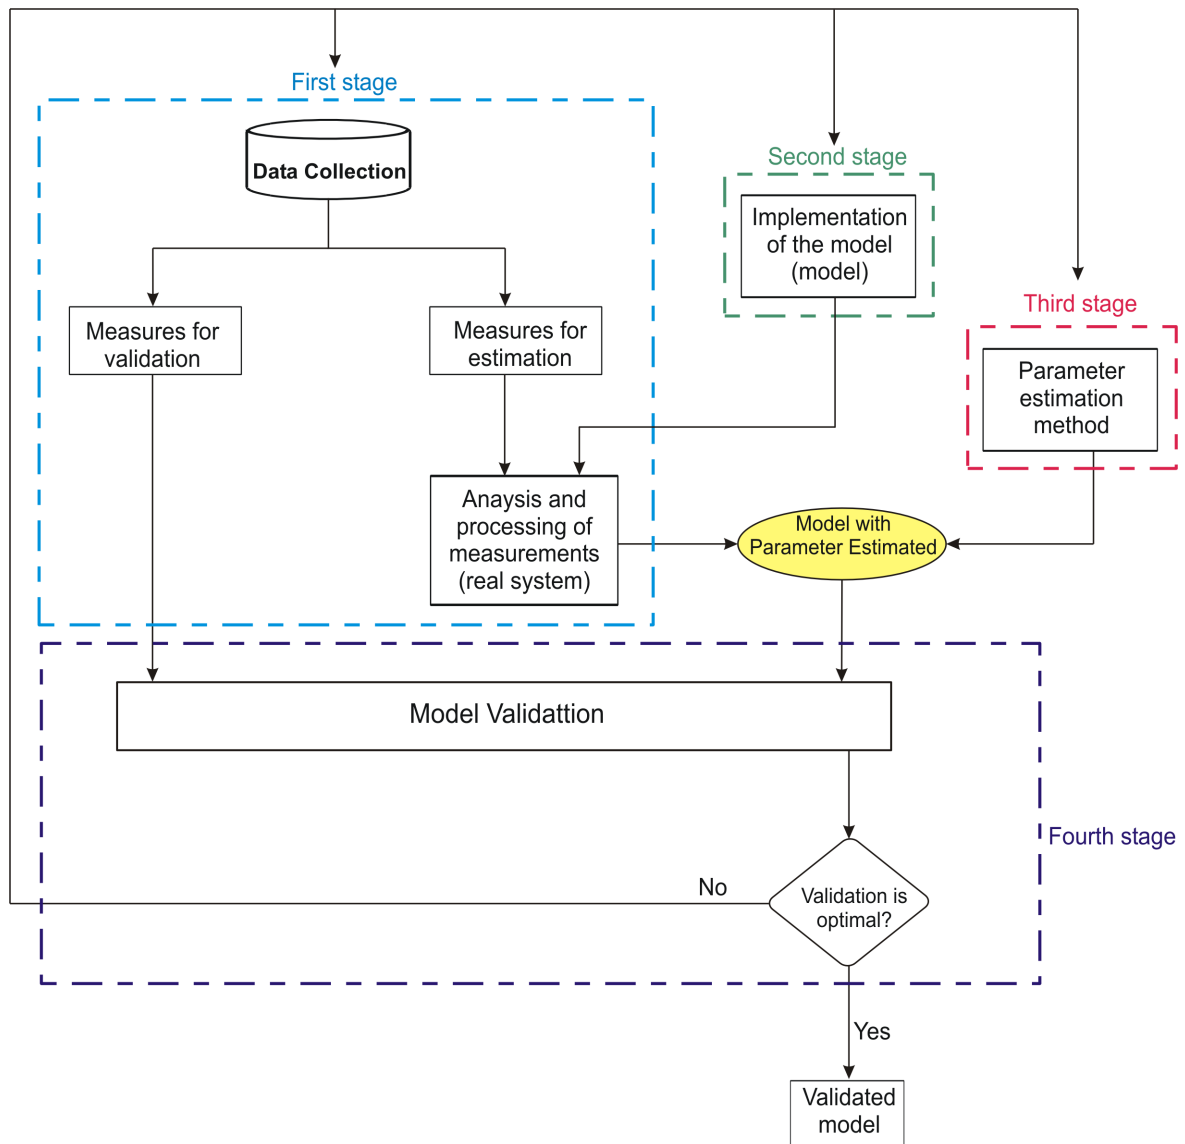 First stage
Data Collection
Second stage
Implementation
of the model
(model)
Third stage
Measures for
validation
Measures for
estimation
Parameter
estimation
method
Anaysis and
processing of
measurements
(real system)
Model with
Parameter Estimated
Model Validattion
Fourth stage
No
Validation is
optimal?
Yes
Validated
model